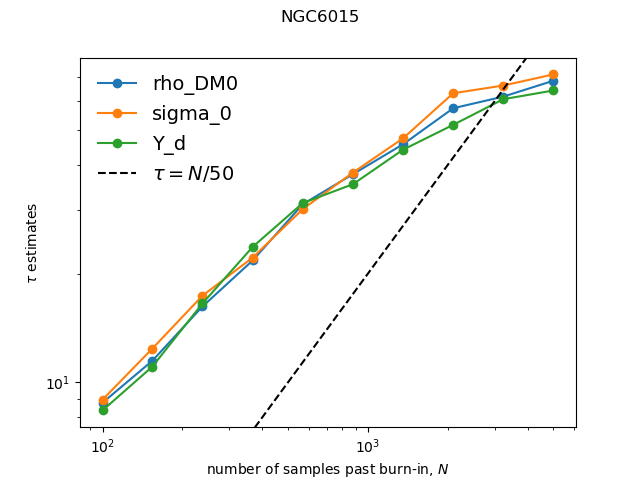 NGC6015
rho_DM0
sigma_0
Y_d
τ = N/50
τ estimates
10¹
10² 10³
number of samples past burn-in, N